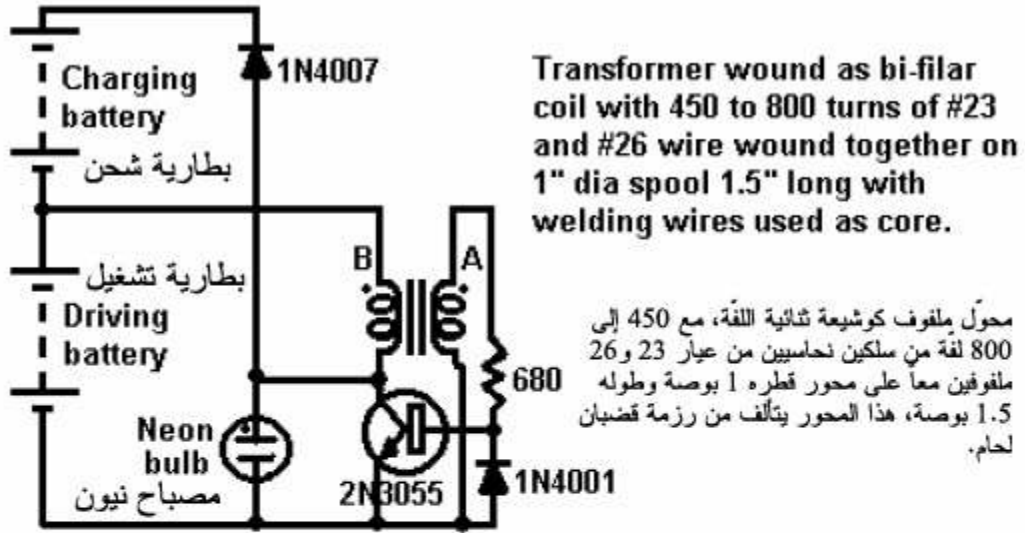 Charging
battery
بطارية شحن
1N4007
Transformer wound as bi-filar
coil with 450 to 800 turns of #23
and #26 wire wound together on
1" dia spool 1.5" long with
welding wires used as core.
B
A
بطارية تشغيل
Driving
battery
680
محوّل ملفوف كوشيعة ثنائية اللفّة، مع 450 إلى
800 لفّة من سلكين نحاسيين من عيار 23 و26
ملفوفين معاً على محور قطره 1 بوصة وطوله
1.5 بوصة، هذا المحور يتألف من رزمة قضبان
لحام.
Neon
bulb
مصباح نيون
2N3055
1N4001